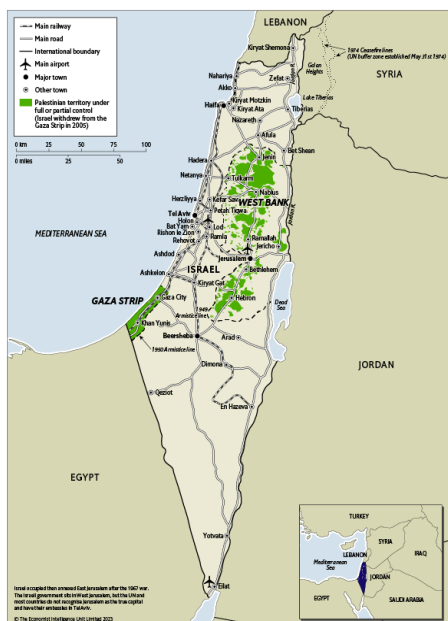 Main railway
Main road
International boundary
Main airport
Major town
Other town
Palestinian territory under
full or partial control
(Israel withdrew from the
Gaza Strip in 2005)
0 km 25 50 75 100
0 miles 25 50
LEBANON
Kiryat Shemona
1974 Ceasefire lines
(UN buffer zone established May 31st 1974)
Golan
Heights
SYRIA
Nahariya
Zefat
Akko
Lake Tiberias
Kiryat Motzkin
Haifa
Kiryat Ata
Tiberias
Nazareth
Afula
Bet Shean
Hadera
Jenin
Netanya
Tulkarm
Nablus
Herzliyya
Kefar Sava
WEST BANK
Petah Tiqwa
Tel Aviv
Holon
Bat Yam
Lod
Rishon le Zion
Ramla
Rehovot
Ramallah
Jericho
Jordan R.
MEDITERRANEAN SEA
Ashdod
Jerusalem
ISRAEL
Bethlehem
Ashkelon
Kiryat Gat
GAZA STRIP
Gaza City
1949
Armistice line
Hebron
Dead
Sea
Khan Yunis
1950 Armistice line
Beersheba
Arad
Dimona
JORDAN
Qeziot
En Hazeva
EGYPT
Yotvata
Eilat
Israel occupied then annexed East Jerusalem after the 1967 war.
The Israeli government sits in West Jerusalem, but the UN and
most countries do not recognise Jerusalem as the true capital
and have their embassies in Tel Aviv.
© The Economist Intelligence Unit Limited 2023
TURKEY
SYRIA
LEBANON
IRAQ
Mediterranean
Sea
JORDAN
EGYPT
SAUDI ARABIA